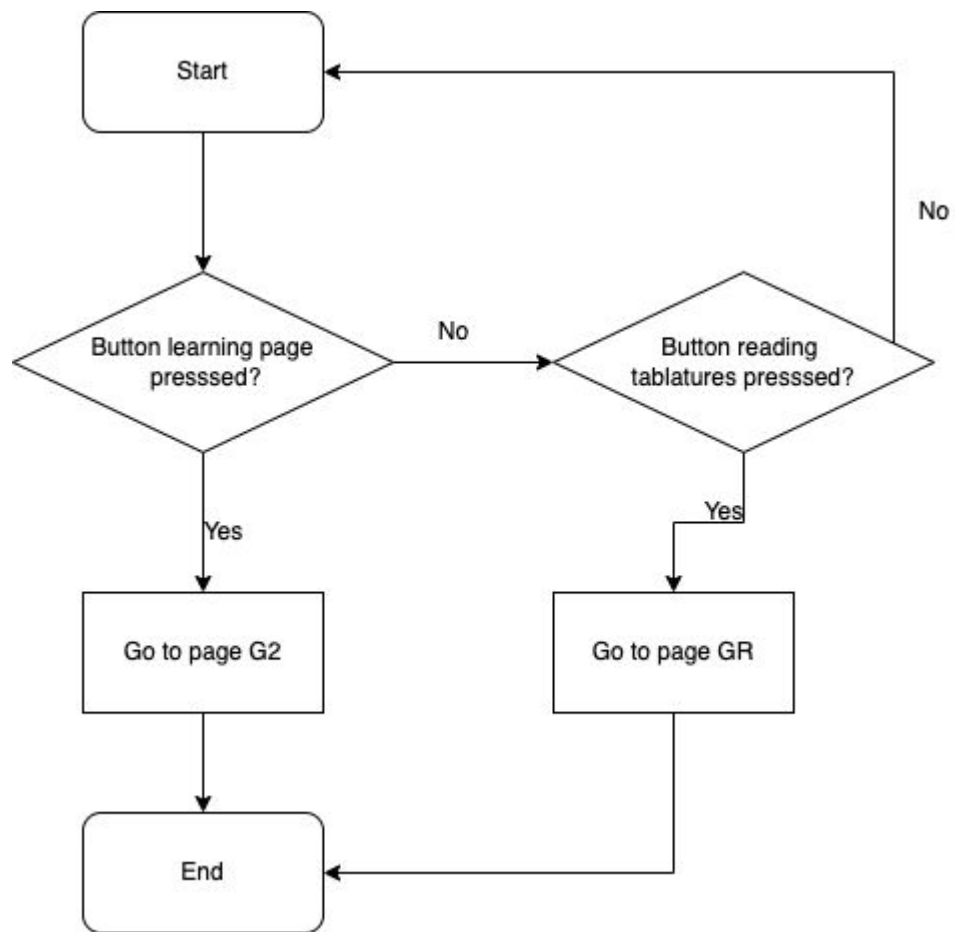 Start
No
Button learning page
presssed?
No
Button reading
tablatures presssed?
Yes
Yes
Go to page G2
Go to page GR
End